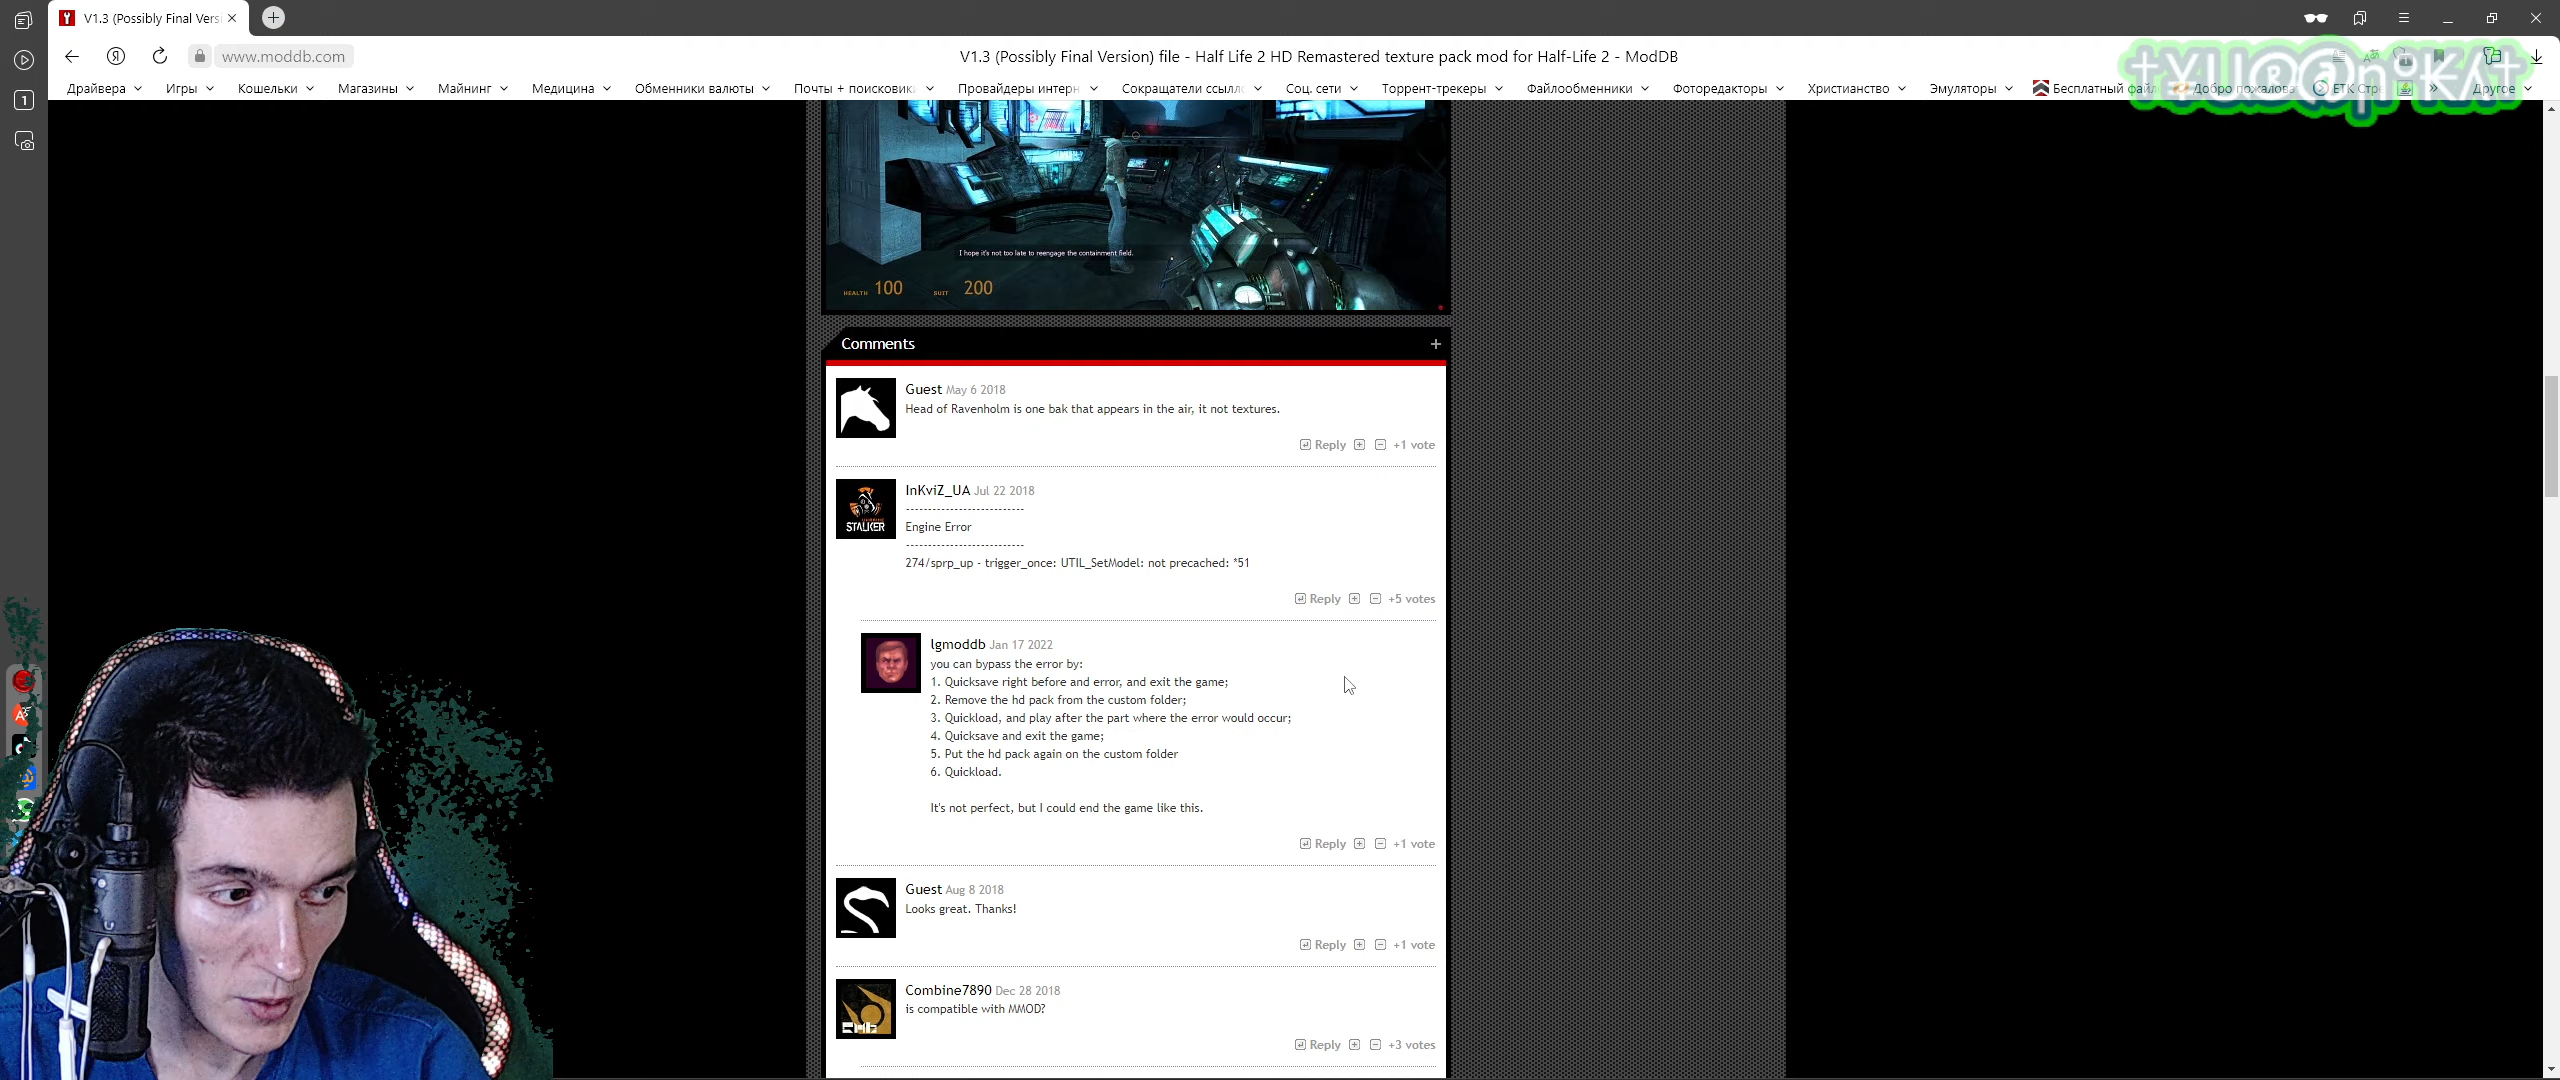 V1.3 (Possibly Final Vers
www.moddb.com
V1.3 (Possibly Final Version) file - Half Life 2 HD Remastered texture pack mod for Half-Life 2 - ModDB
Драйвера Игры Кошельки Магазины Майнинг Медицина Обменники валюты Почты + поисковик Провайдеры интерн Сокращатели ссыл Соц. сети Торрент-трекеры Файлообменники Фоторедакторы Христианство Эмуляторы Бесплатный файл Добро пожалова ETK Стре Другое
1
I hope it's not too late to reengage the containment field.
HEALTH 100 SUIT 200
Comments
Guest May 6 2018
Head of Ravenholm is one bak that appears in the air, it not textures.
Reply +1 vote
InKviZ_UA Jul 22 2018
---------------------------
Engine Error
---------------------------
274/sprp_up - trigger_once: UTIL_SetModel: not precached: *51
STALKER
Reply +5 votes
lgmoddb Jan 17 2022
you can bypass the error by:
1. Quicksave right before and error, and exit the game;
2. Remove the hd pack from the custom folder;
3. Quickload, and play after the part where the error would occur;
4. Quicksave and exit the game;
5. Put the hd pack again on the custom folder
6. Quickload.
It's not perfect, but I could end the game like this.
Reply +1 vote
Guest Aug 8 2018
Looks great. Thanks!
Reply +1 vote
Combine7890 Dec 28 2018
is compatible with MMOD?
Reply +3 votes